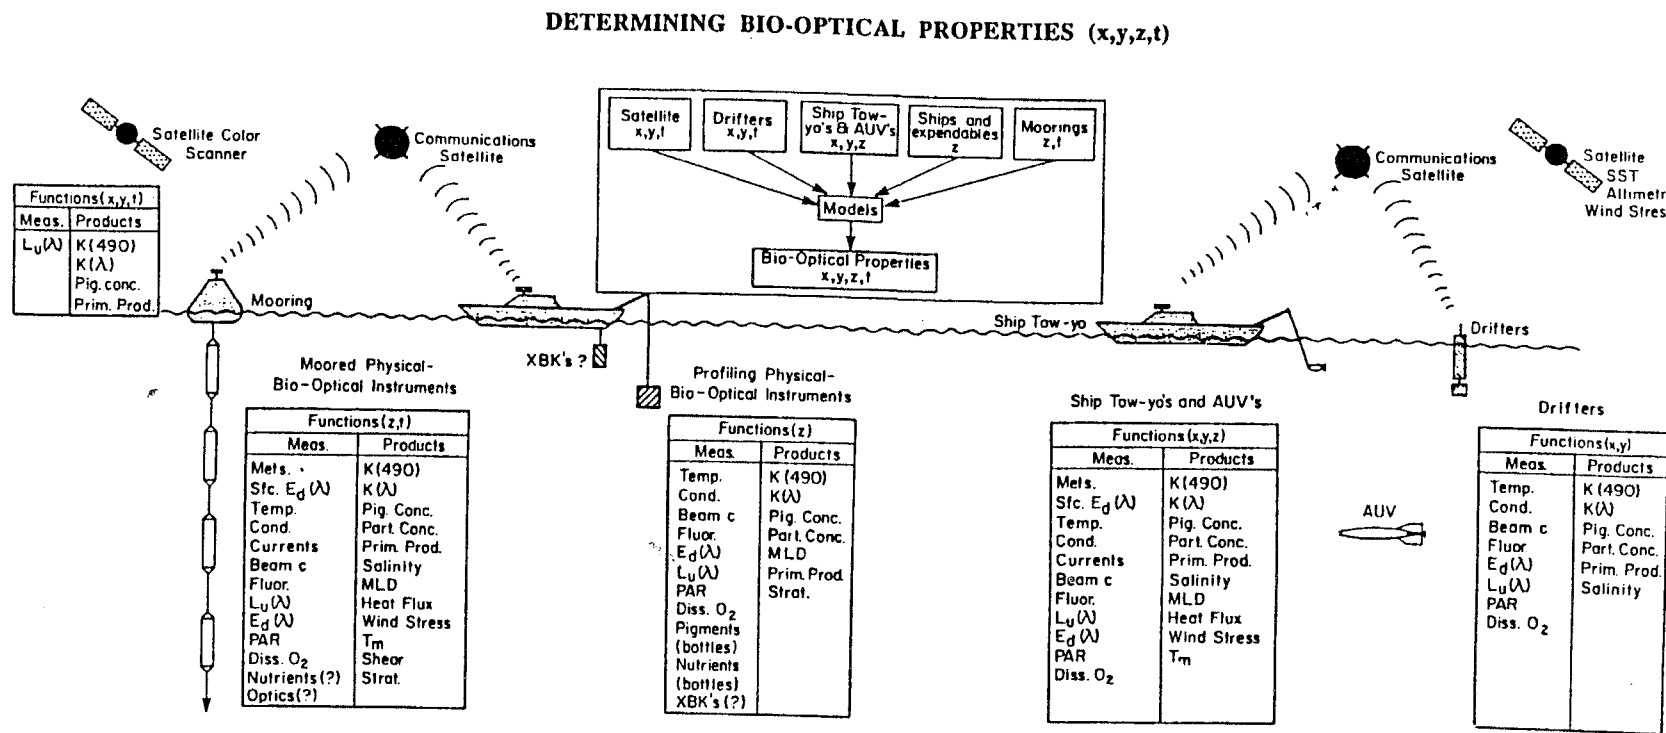 DETERMINING BIO-OPTICAL PROPERTIES (x,y,z,t)
Satellite Color
Scanner
Communications
Satellite
Satellite
x,y,t
Drifters
x,y,t
Ship Tow-
yo's & AUV's
x,y,z
Ships and
expendables
z
Moorings
z,t
Models
Bio-Optical Properties
x,y,z,t
Communications
Satellite
Satellite
SST
Altimetr
Wind Stres
Functions(x,y,t)
Meas. Products
Lu(λ) K(490)
K(λ)
Pig. conc.
Prim. Prod.
Mooring
XBK's ?
Ship Tow-yo
Drifters
Moored Physical-
Bio-Optical Instruments
Functions(z,t)
Meas. Products
Mets. K(490)
Sfc. Ed(λ) K(λ)
Temp. Pig. Conc.
Cond. Part. Conc.
Currents Prim. Prod.
Beam c Salinity
Fluor. MLD
Lu(λ) Heat Flux
Ed(λ) Wind Stress
PAR Tm
Diss. O2 Shear
Nutrients(?) Strat.
Optics(?)
Profiling Physical-
Bio-Optical Instruments
Functions(z)
Meas. Products
Temp. K(490)
Cond. K(λ)
Beam c Pig. Conc.
Fluor. Part. Conc.
Ed(λ) MLD
Lu(λ) Prim. Prod.
PAR Strat.
Diss. O2
Pigments
(bottles)
Nutrients
(bottles)
XBK's(?)
Ship Tow-yo's and AUV's
Functions(x,y,z)
Meas. Products
Mets. K(490)
Sfc. Ed(λ) K(λ)
Temp. Pig. Conc.
Cond. Part. Conc.
Currents Prim. Prod.
Beam c Salinity
Fluor. MLD
Lu(λ) Heat Flux
Ed(λ) Wind Stress
PAR Tm
Diss. O2
AUV
Drifters
Functions(x,y)
Meas. Products
Temp. K(490)
Cond. K(λ)
Beam c Pig. Conc.
Fluor. Part. Conc.
Ed(λ) Prim. Prod.
Lu(λ) Salinity
PAR
Diss. O2